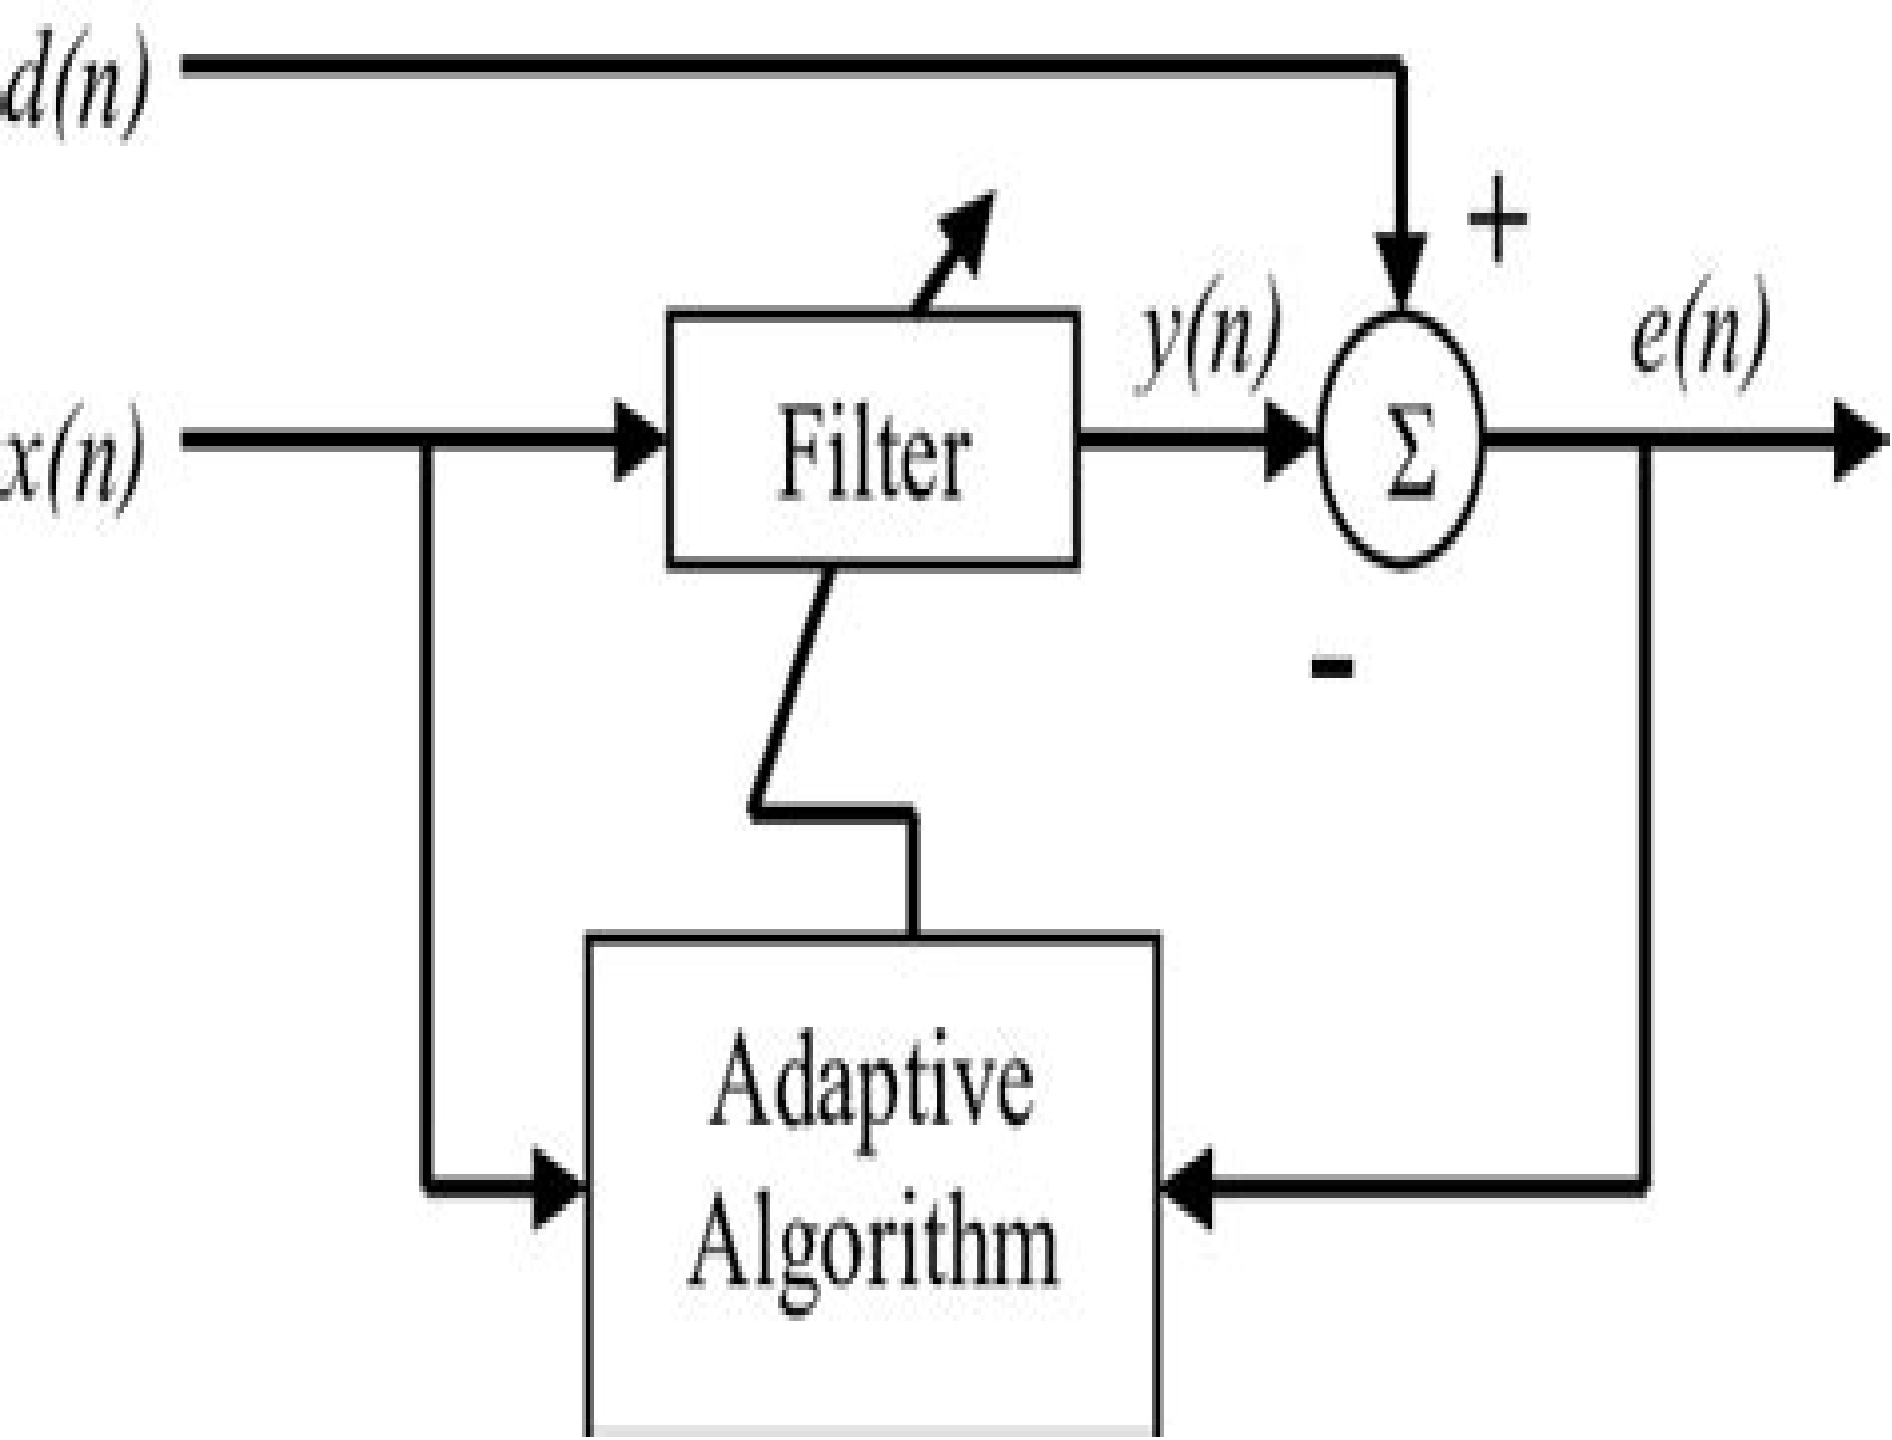 d(n)
+
y(n)
e(n)
x(n)
Filter
Σ
-
Adaptive
Algorithm